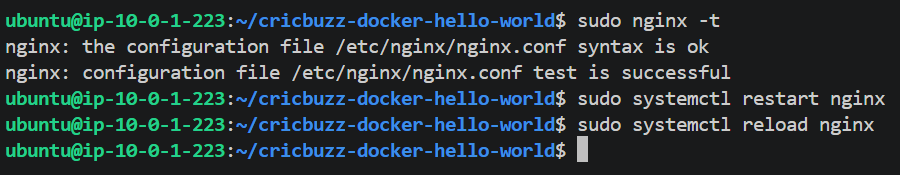 ubuntu@ip-10-0-1-223:~/cricbuzz-docker-hello-world$ sudo nginx -t
nginx: the configuration file /etc/nginx/nginx.conf syntax is ok
nginx: configuration file /etc/nginx/nginx.conf test is successful
ubuntu@ip-10-0-1-223:~/cricbuzz-docker-hello-world$ sudo systemctl restart nginx
ubuntu@ip-10-0-1-223:~/cricbuzz-docker-hello-world$ sudo systemctl reload nginx
ubuntu@ip-10-0-1-223:~/cricbuzz-docker-hello-world$